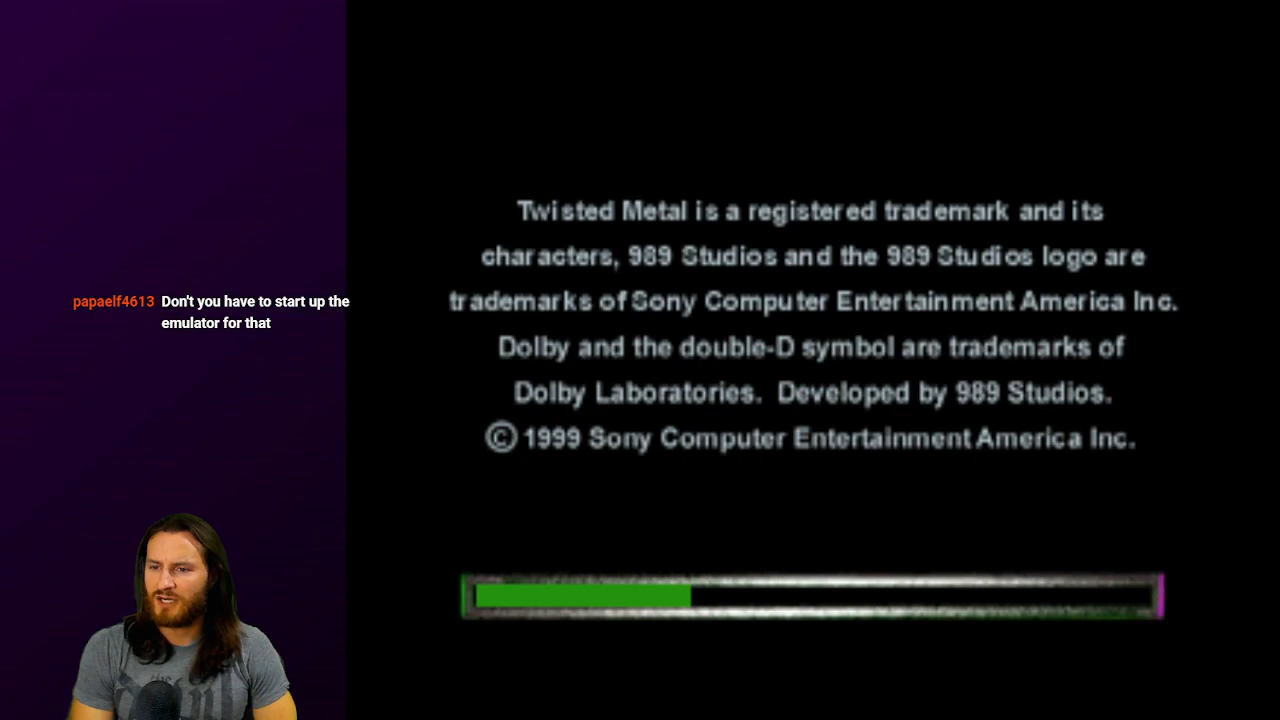 papaelf4613 Don't you have to start up the
emulator for that
Twisted Metal is a registered trademark and its
characters, 989 Studios and the 989 Studios logo are
trademarks of Sony Computer Entertainment America Inc.
Dolby and the double-D symbol are trademarks of
Dolby Laboratories. Developed by 989 Studios.
© 1999 Sony Computer Entertainment America Inc.